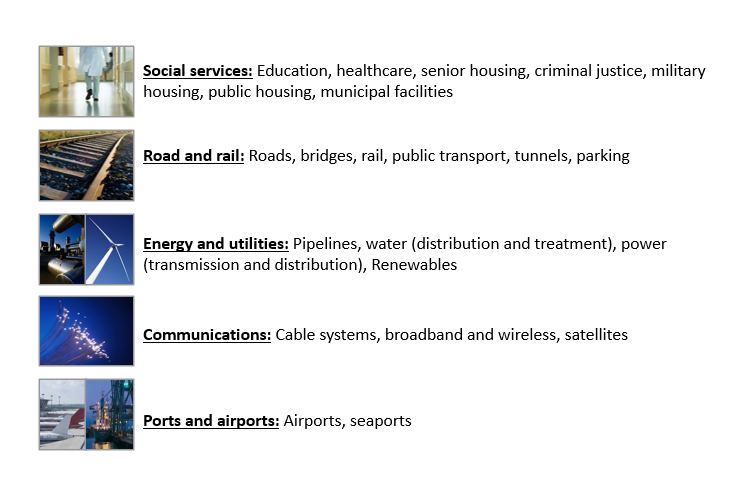 Social services: Education, healthcare, senior housing, criminal justice, military
housing, public housing, municipal facilities
Road and rail: Roads, bridges, rail, public transport, tunnels, parking
Energy and utilities: Pipelines, water (distribution and treatment), power
(transmission and distribution), Renewables
Communications: Cable systems, broadband and wireless, satellites
Ports and airports: Airports, seaports